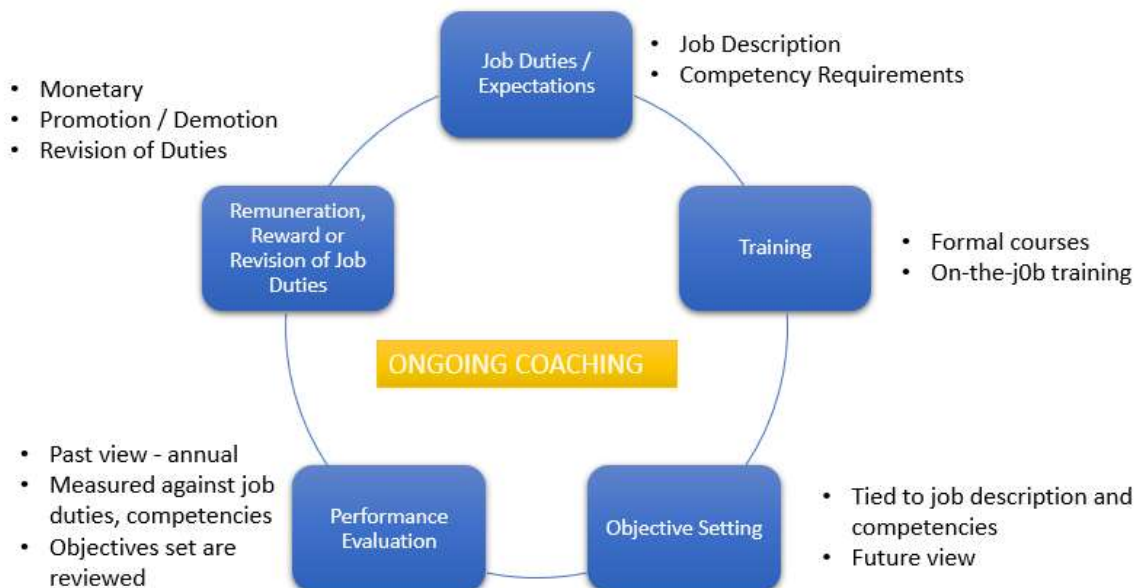 Job Duties /
Expectations
• Job Description
• Competency Requirements
• Monetary
• Promotion / Demotion
• Revision of Duties
Remuneration,
Reward or
Revision of Job
Duties
Training
• Formal courses
• On-the-j0b training
ONGOING COACHING
• Past view - annual
• Measured against job
duties, competencies
• Objectives set are
reviewed
Performance
Evaluation
Objective Setting
• Tied to job description and
competencies
• Future view